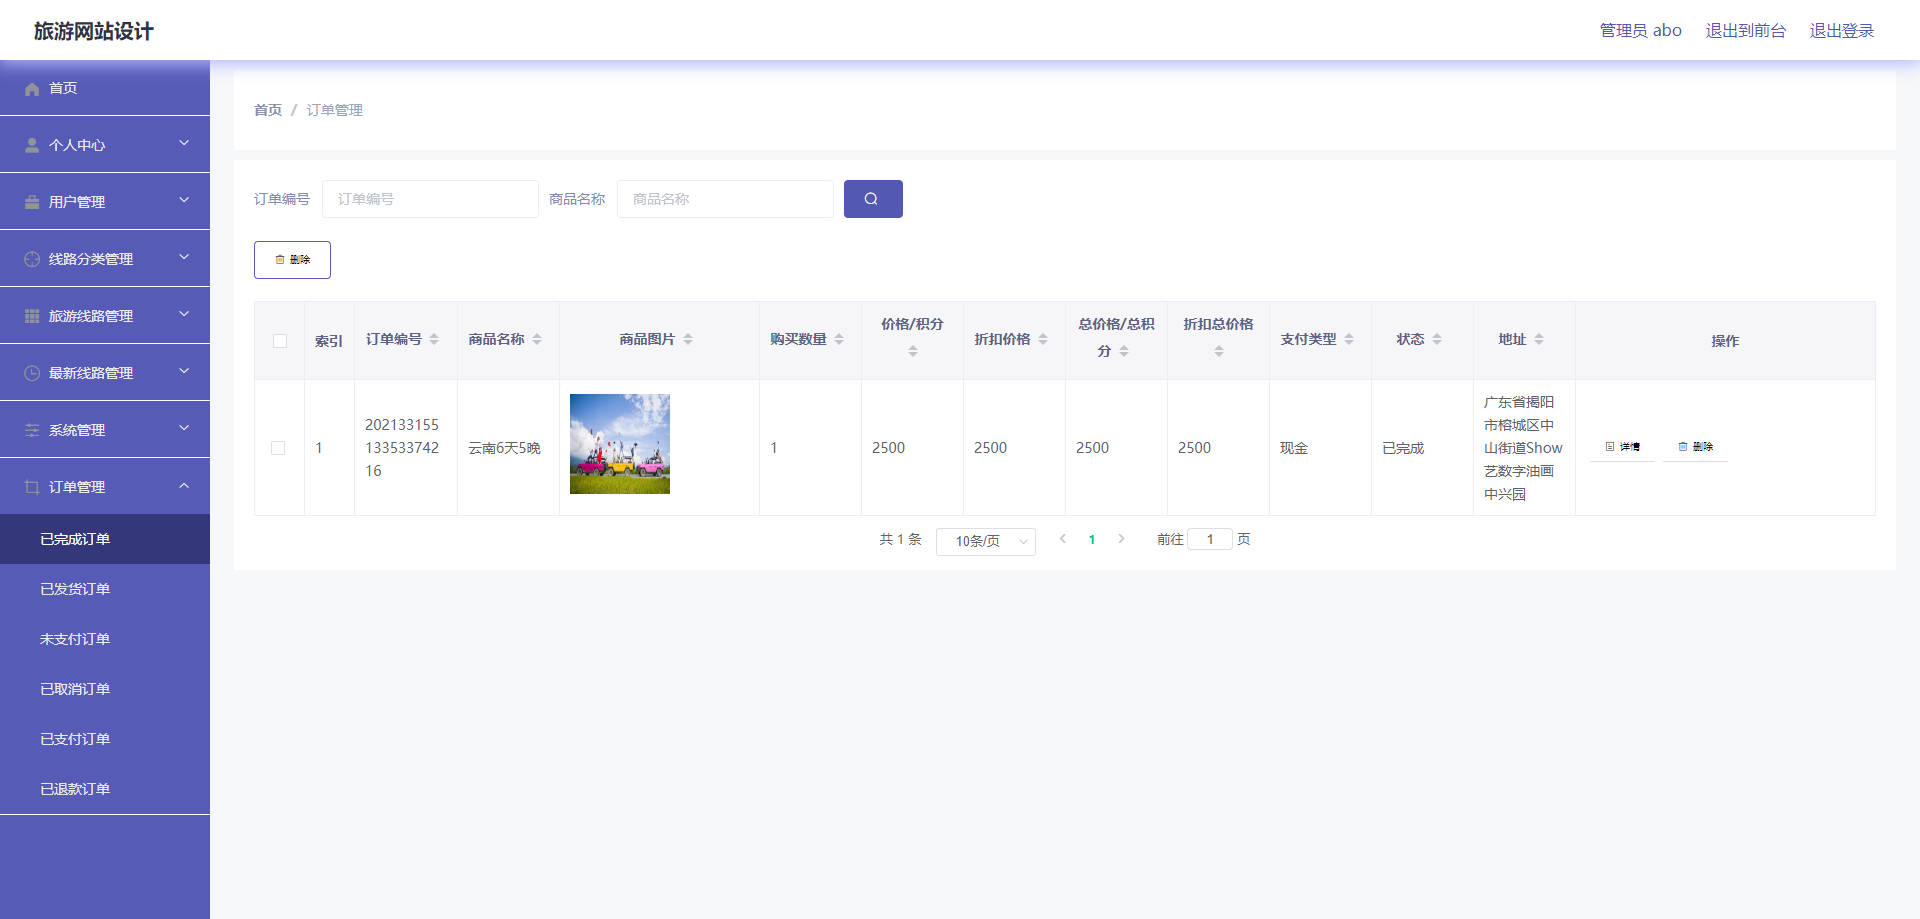 旅游网站设计
管理员 abo 退出到前台 退出登录
首页
个人中心
用户管理
线路分类管理
旅游线路管理
最新线路管理
系统管理
订单管理
已完成订单
已发货订单
未支付订单
已取消订单
已支付订单
已退款订单
首页 / 订单管理
订单编号 订单编号 商品名称 商品名称
删除
索引 订单编号 商品名称 商品图片 购买数量 价格/积分 折扣价格 总价格/总积分 折扣总价格 支付类型 状态 地址 操作
1
202133155
133533742
16
云南6天5晚
1
2500
2500
2500
2500
现金
已完成
广东省揭阳
市榕城区中
山街道Show
艺数字油画
中兴园
详情 删除
共 1 条 10条/页 1 前往 1 页